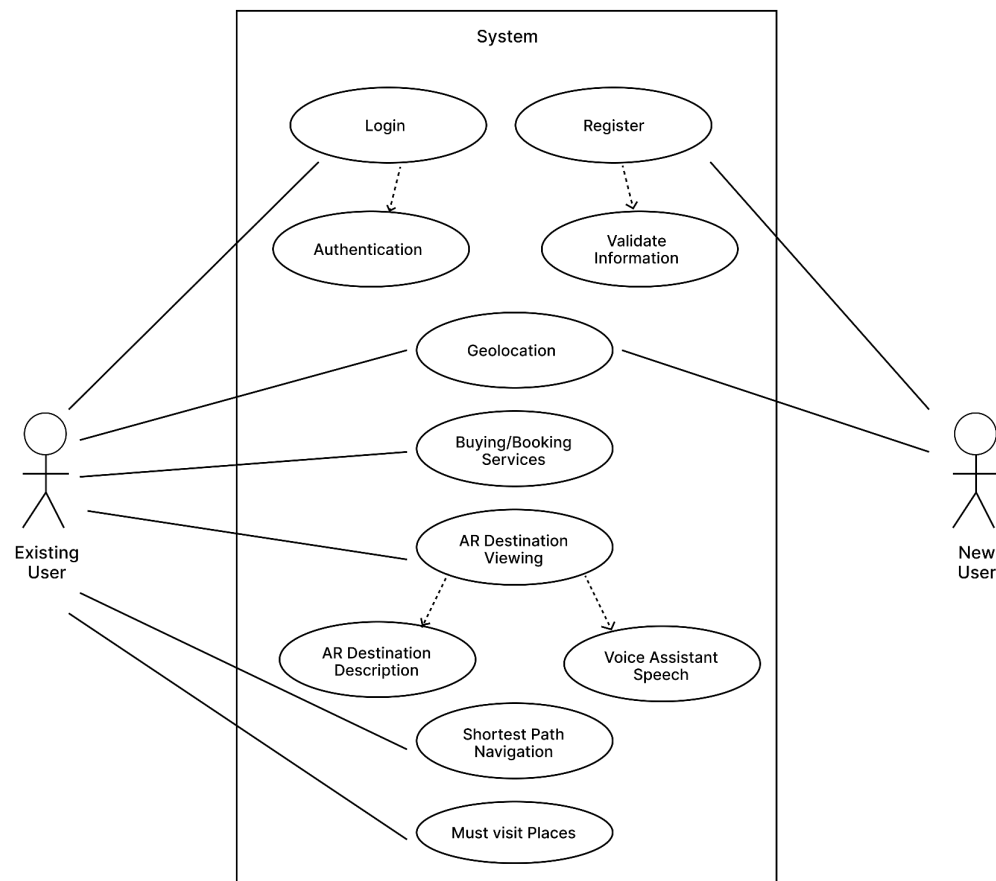 System
Login
Register
Authentication
Validate
Information
Geolocation
Buying/Booking
Services
AR Destination
Viewing
Existing
User
New
User
AR Destination
Description
Voice Assistant
Speech
Shortest Path
Navigation
Must visit Places